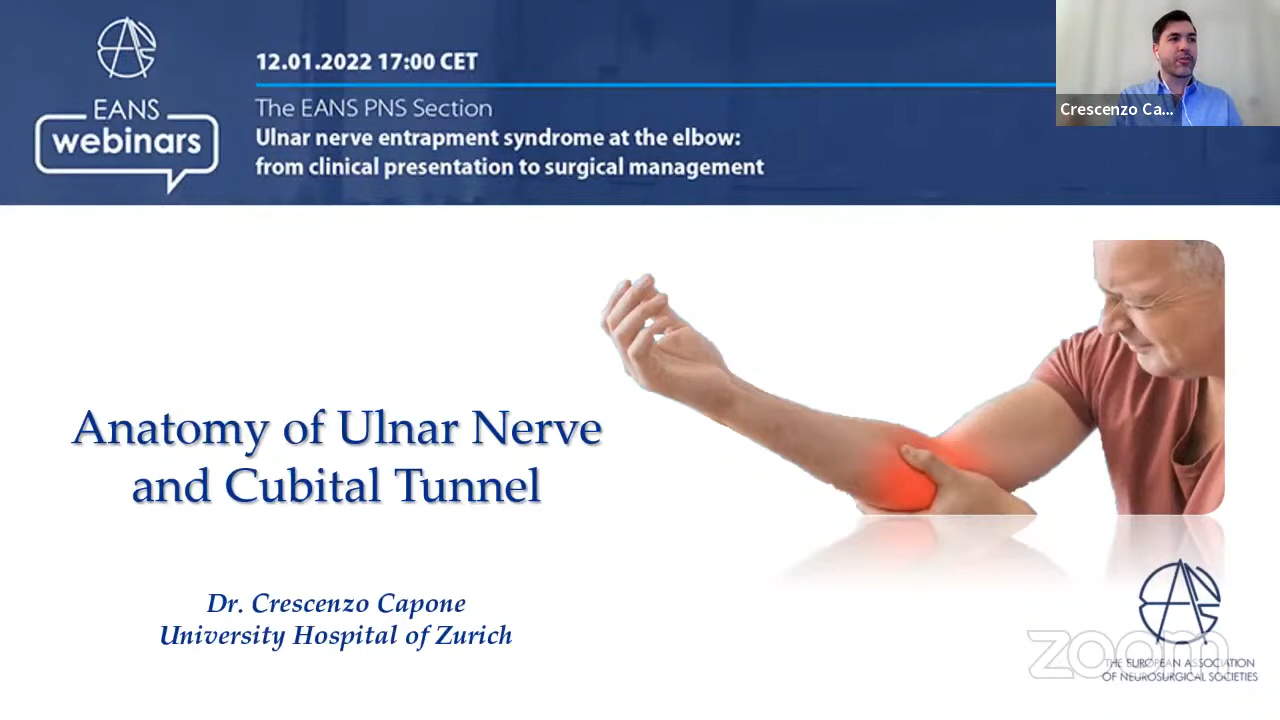 12.01.2022 17:00 CET
EANS
webinars
The EANS PNS Section
Ulnar nerve entrapment syndrome at the elbow:
from clinical presentation to surgical management
Crescenzo Ca...
Anatomy of Ulnar Nerve
and Cubital Tunnel
Dr. Crescenzo Capone
University Hospital of Zurich
zoom
THE EUROPEAN ASSOCIATION
OF NEUROSURGICAL SOCIETIES